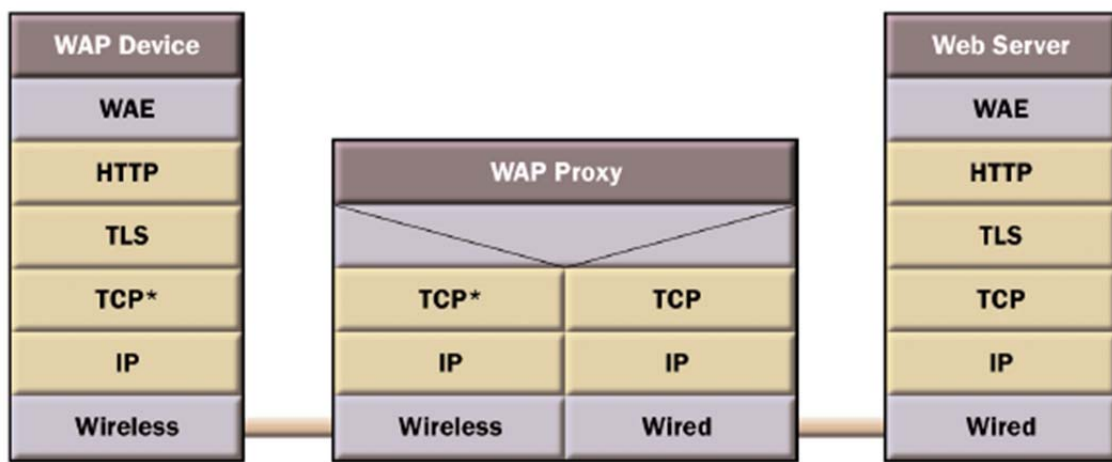 WAP Device
WAE
HTTP
TLS
TCP*
IP
Wireless
WAP Proxy
TCP* TCP
IP IP
Wireless Wired
Web Server
WAE
HTTP
TLS
TCP
IP
Wired